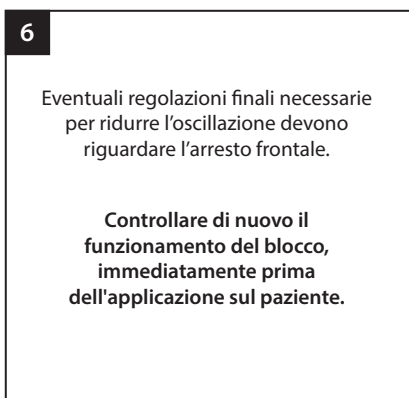 6
Eventuali regolazioni finali necessarie
per ridurre l’oscillazione devono
riguardare l’arresto frontale.
Controllare di nuovo il
funzionamento del blocco,
immediatamente prima
dell'applicazione sul paziente.